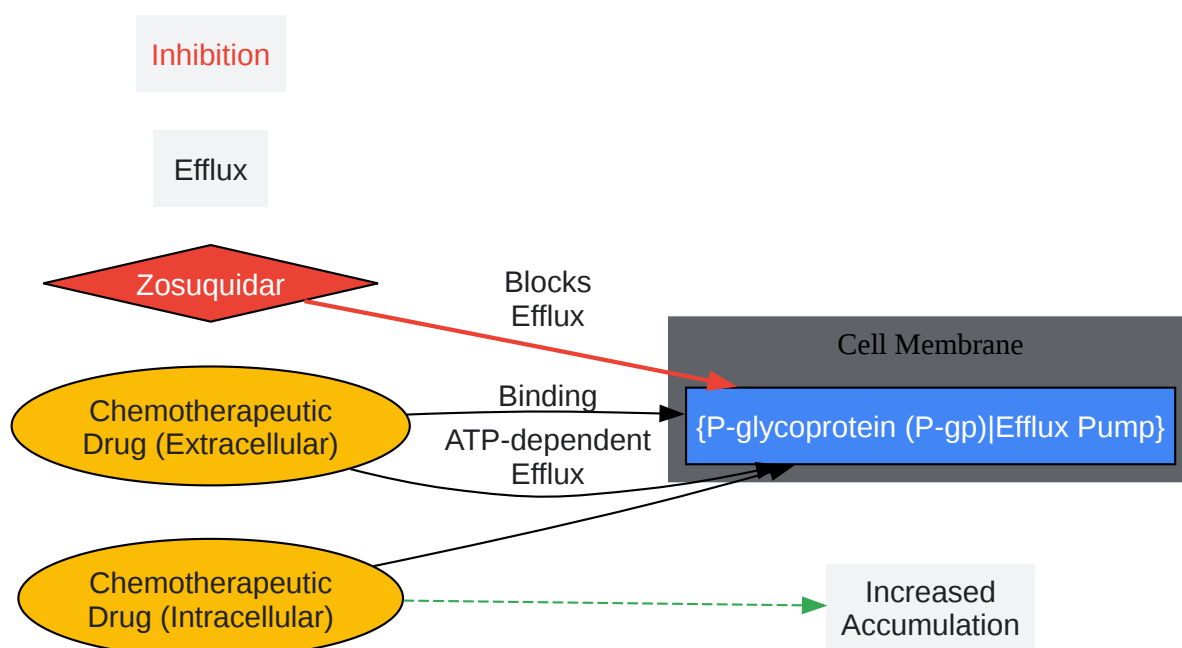 Inhibition
Efflux
Zosuquidar
Blocks
Efflux
Cell Membrane
Chemotherapeutic
Drug (Extracellular)
Binding
{P-glycoprotein (P-gp)|Efflux Pump}
ATP-dependent
Efflux
Chemotherapeutic
Drug (Intracellular)
Increased
Accumulation